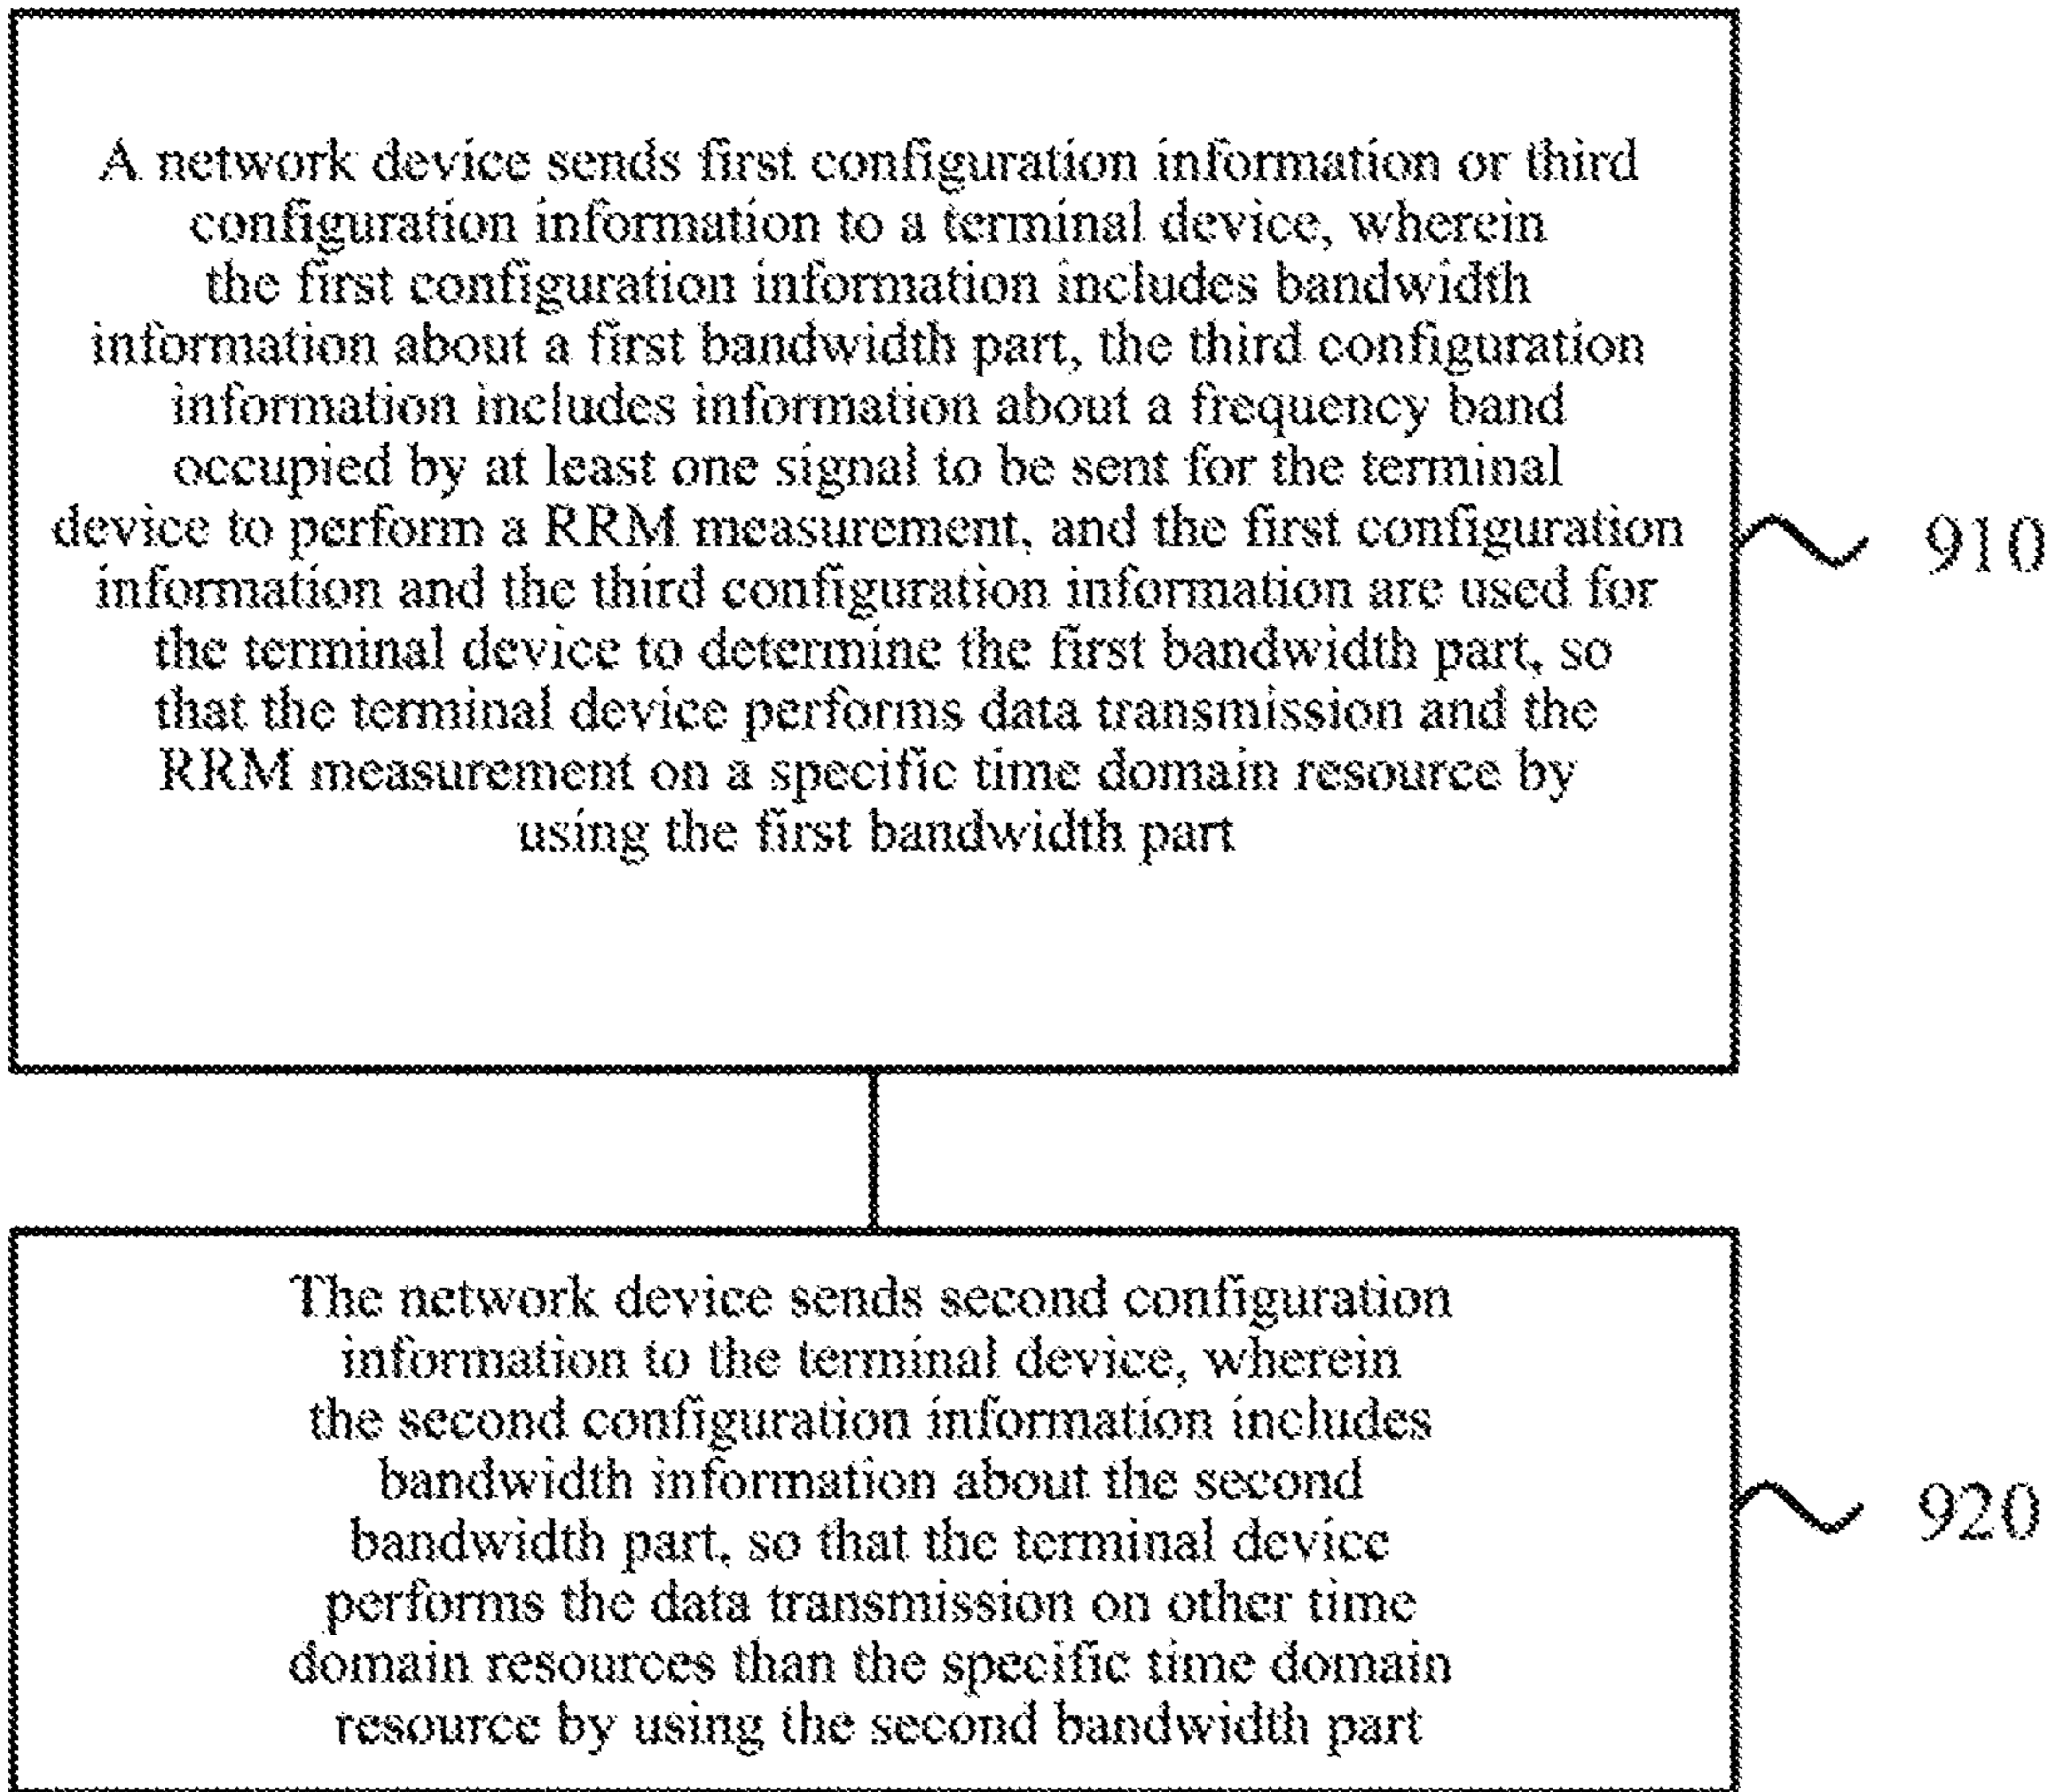 A network device sends first configuration information or third
configuration information to a terminal device, wherein
the first configuration information includes bandwidth
information about a first bandwidth part, the third configuration
information includes information about a frequency band
occupied by at least one signal to be sent for the terminal
device to perform a RRM measurement, and the first configuration
information and the third configuration information are used for
the terminal device to determine the first bandwidth part, so
that the terminal device performs data transmission and the
RRM measurement on a specific time domain resource by
using the first bandwidth part
910
The network device sends second configuration
information to the terminal device, wherein
the second configuration information includes
bandwidth information about the second
bandwidth part, so that the terminal device
performs the data transmission on other time
domain resources than the specific time domain
resource by using the second bandwidth part
920